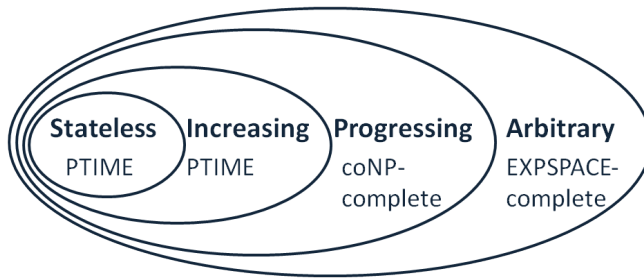 Stateless Increasing Progressing Arbitrary
PTIME PTIME coNP- EXPSPACE-
complete complete